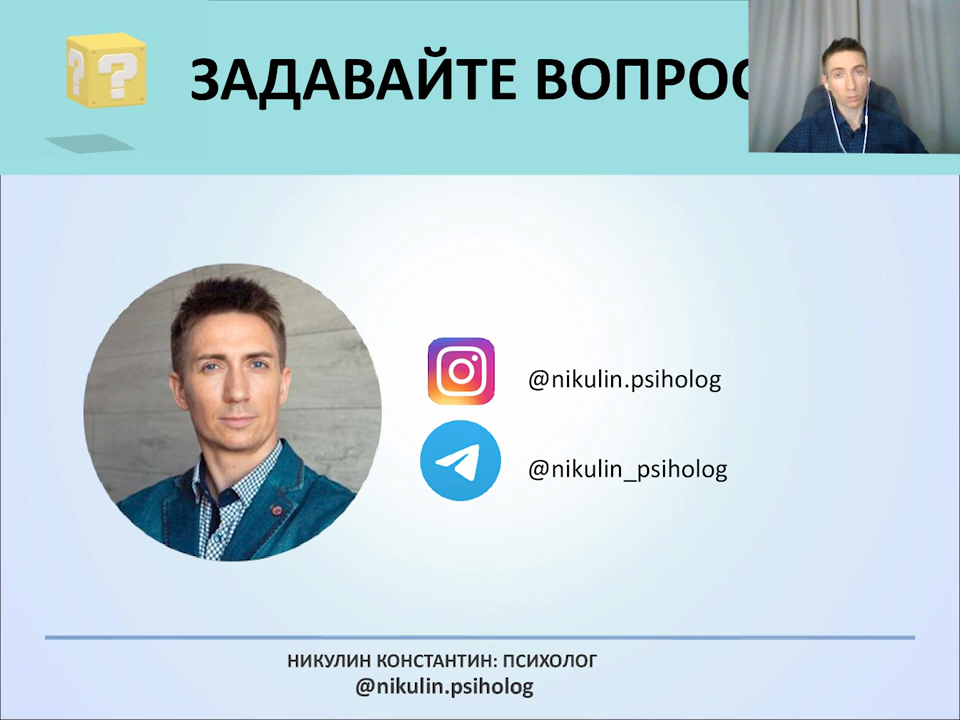 ЗАДАВАЙТЕ ВОПРОС
@nikulin.psiholog
@nikulin_psiholog
НИКУЛИН КОНСТАНТИН: ПСИХОЛОГ
@nikulin.psiholog